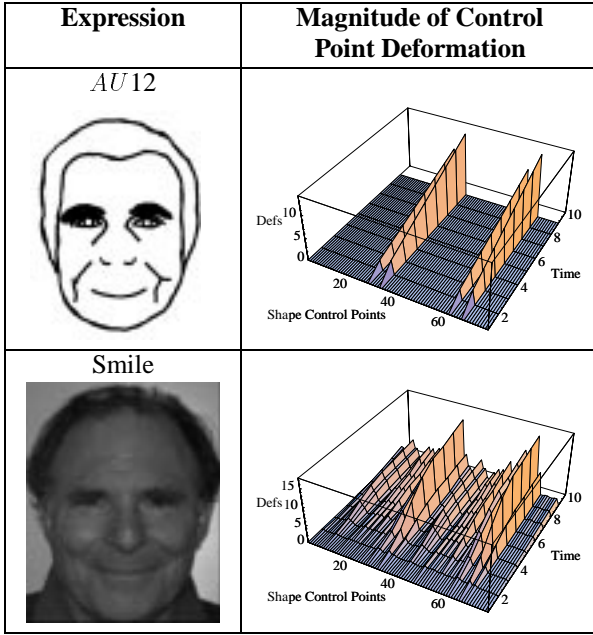 Expression
Magnitude of Control
Point Deformation
AU12
10
Defs
5
0
20
40
60
Shape Control Points
2
4
6
8
10
Time
Smile
15
Defs 10
5
0
20
40
60
Shape Control Points
2
4
6
8
10
Time